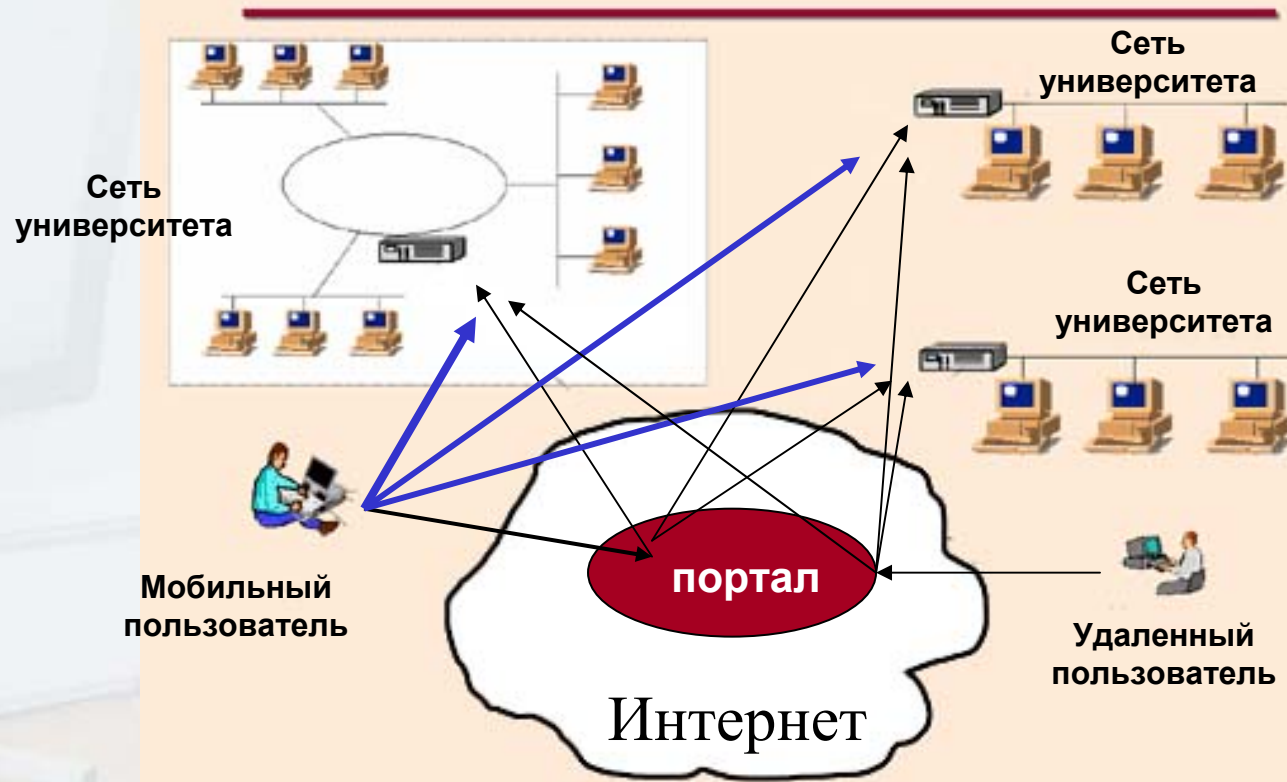 Сеть
университета
Сеть
университета
Сеть
университета
Мобильный
пользователь
портал
Удаленный
пользователь
Интернет